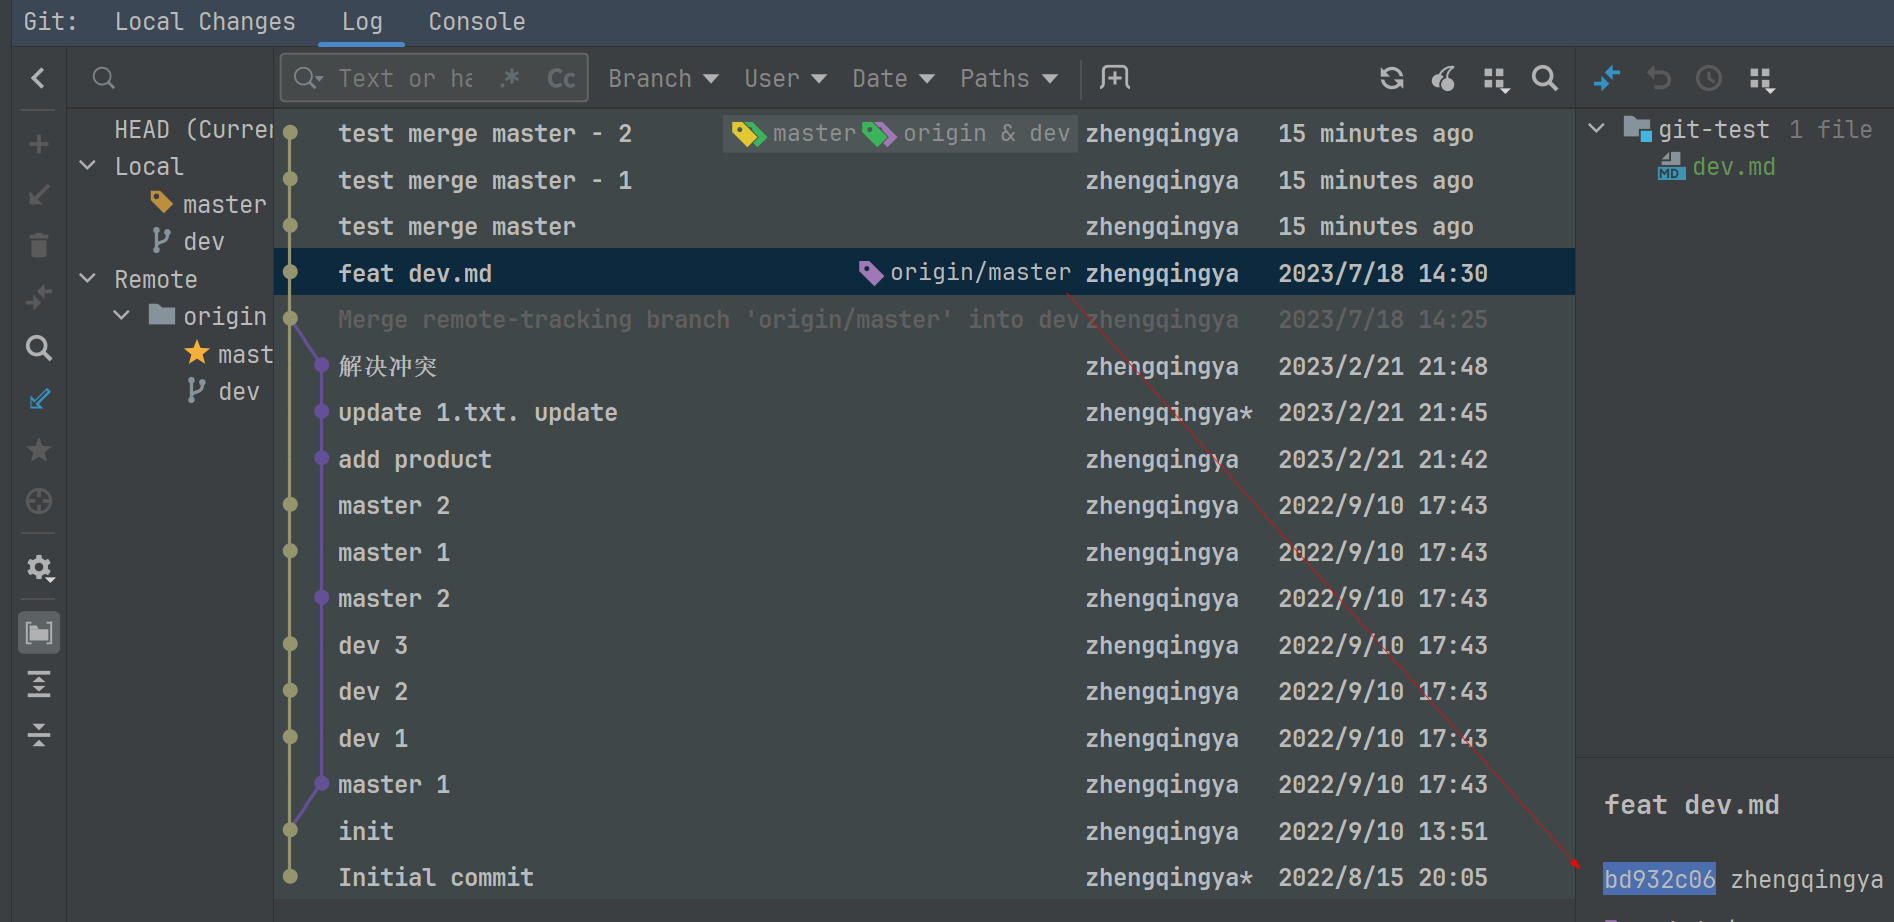 Git: Local Changes Log Console
Text or ha .* Cc Branch User Date Paths
HEAD (Curren
Local
master
dev
Remote
origin
mast
dev
test merge master - 2 master origin & dev zhengqingya 15 minutes ago
test merge master - 1 zhengqingya 15 minutes ago
test merge master zhengqingya 15 minutes ago
feat dev.md origin/master zhengqingya 2023/7/18 14:30
Merge remote-tracking branch 'origin/master' into dev zhengqingya 2023/7/18 14:25
解决冲突 zhengqingya 2023/2/21 21:48
update 1.txt. update zhengqingya* 2023/2/21 21:45
add product zhengqingya 2023/2/21 21:42
master 2 zhengqingya 2022/9/10 17:43
master 1 zhengqingya 2022/9/10 17:43
master 2 zhengqingya 2022/9/10 17:43
dev 3 zhengqingya 2022/9/10 17:43
dev 2 zhengqingya 2022/9/10 17:43
dev 1 zhengqingya 2022/9/10 17:43
master 1 zhengqingya 2022/9/10 17:43
init zhengqingya 2022/9/10 13:51
Initial commit zhengqingya* 2022/8/15 20:05
git-test 1 file
MD dev.md
feat dev.md
bd932c06 zhengqingya